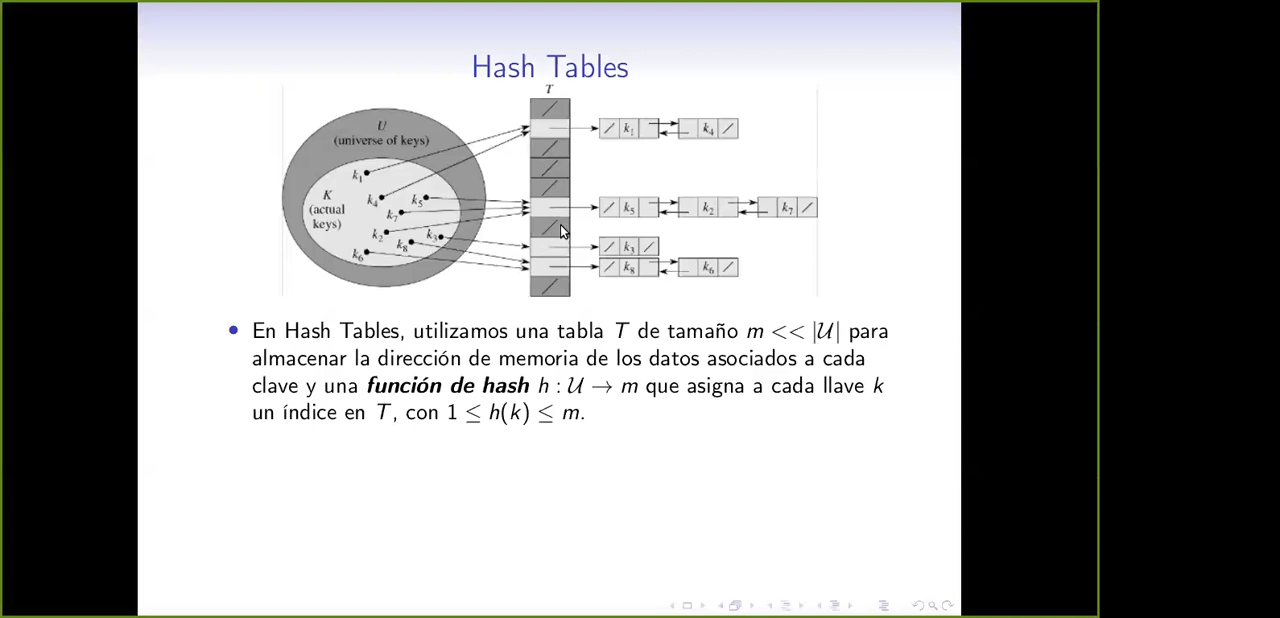 Hash Tables
T
U
(universe of keys)
K
(actual
keys)
k1
k4
k5
k7
k2
k8
k3
k6
k1 k4
k5 k2 k7
k3
k8 k6
En Hash Tables, utilizamos una tabla T de tamaño m << |U| para
almacenar la dirección de memoria de los datos asociados a cada
clave y una función de hash h : U → m que asigna a cada llave k
un índice en T, con 1 ≤ h(k) ≤ m.